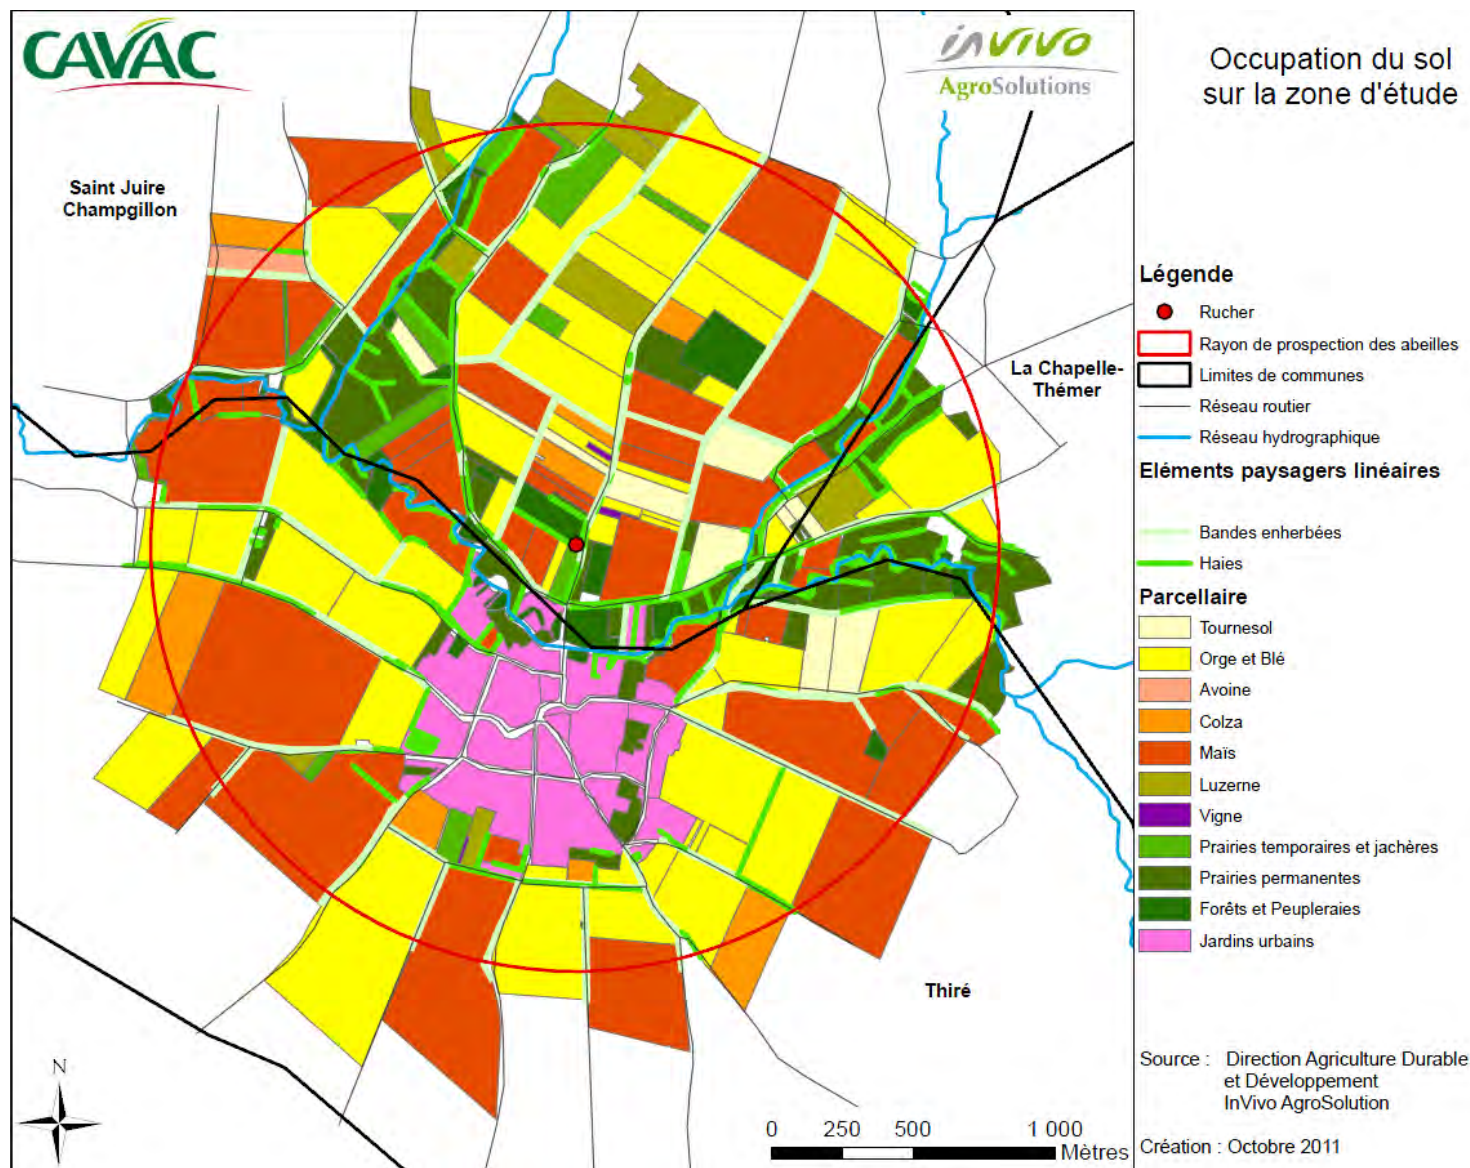 CAVAC
inVIVO
AgroSolutions
Occupation du sol
sur la zone d'étude
Saint Juire
Champgillon
La Chapelle-
Thémer
Thiré
N
0 250 500 1 000
Mètres
Légende
Rucher
Rayon de prospection des abeilles
Limites de communes
Réseau routier
Réseau hydrographique
Eléments paysagers linéaires
Bandes enherbées
Haies
Parcellaire
Tournesol
Orge et Blé
Avoine
Colza
Maïs
Luzerne
Vigne
Prairies temporaires et jachères
Prairies permanentes
Forêts et Peupleraies
Jardins urbains
Source : Direction Agriculture Durable
et Développement
InVivo AgroSolution
Création : Octobre 2011